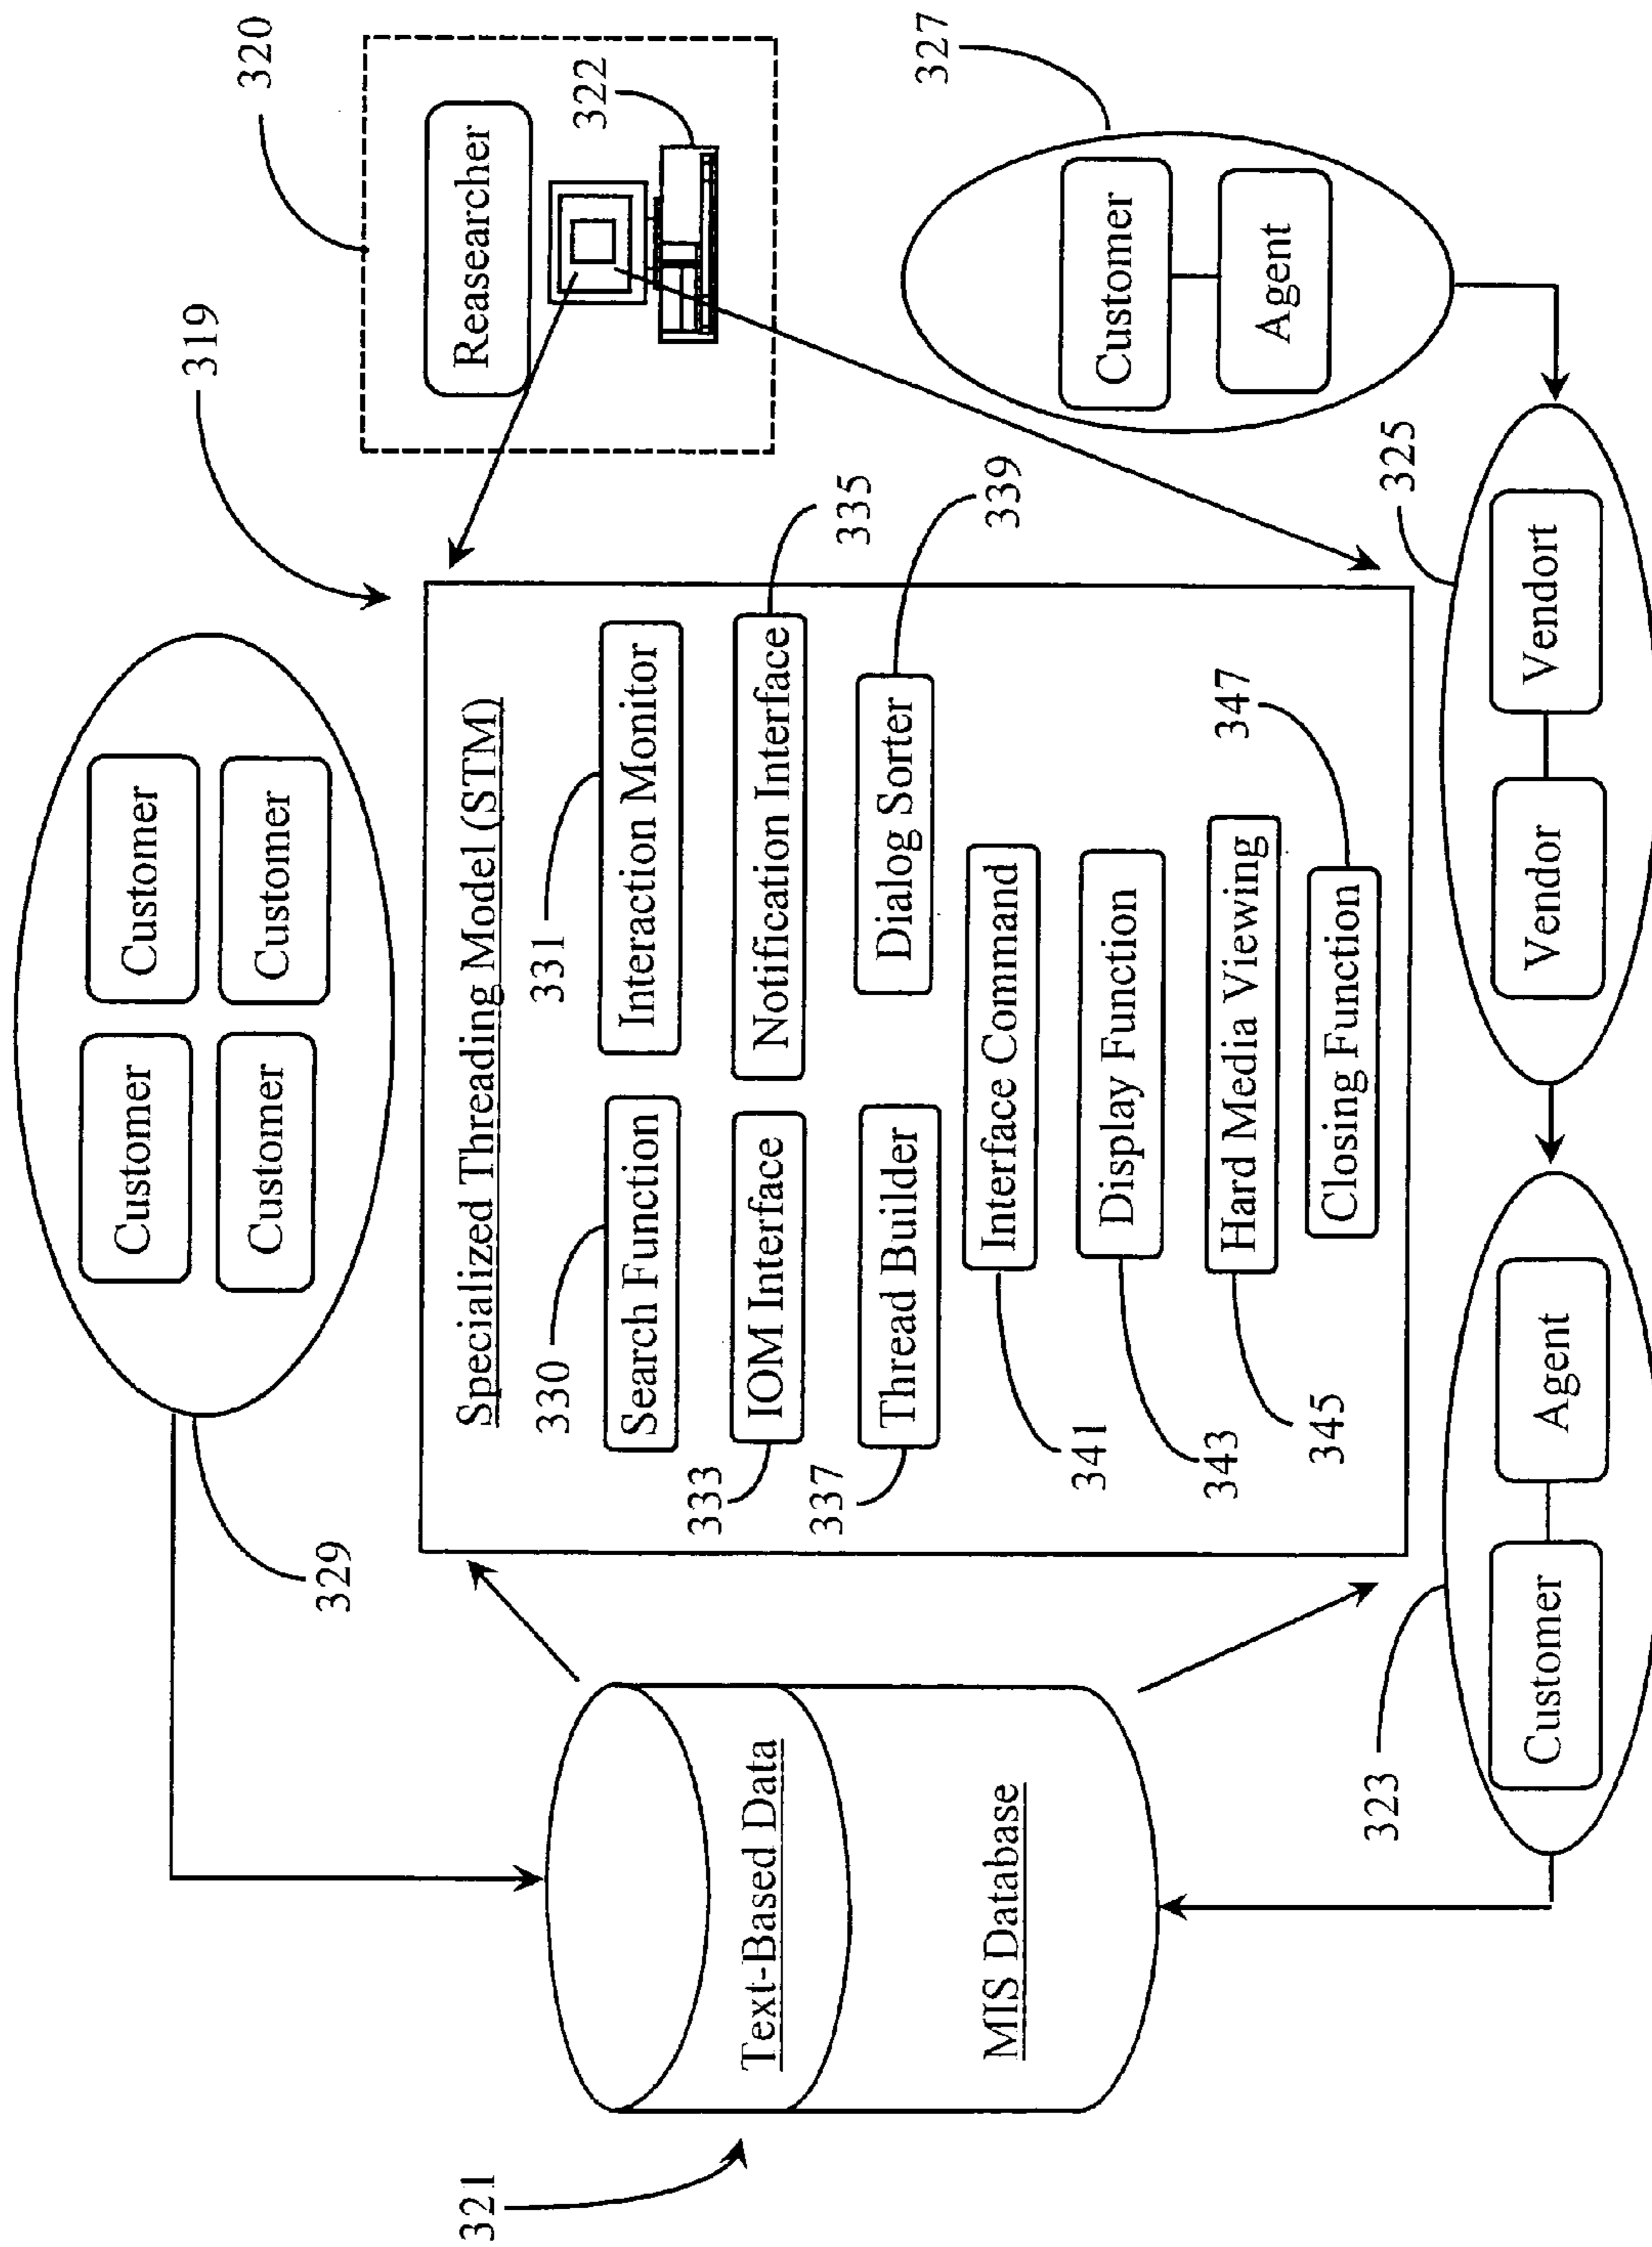 329
Customer
Customer
Customer
Customer
319
320
Reasearcher
322
321
Text-Based Data
MIS Database
Specialized Threading Model (STM)
330
Search Function
331
Interaction Monitor
333
IOM Interface
Notification Interface
335
337
Thread Builder
Dialog Sorter
339
341
Interface Command
343
Display Function
345
Hard Media Viewing
347
Closing Function
327
Customer
Agent
323
Customer
Agent
325
Vendor
Vendort